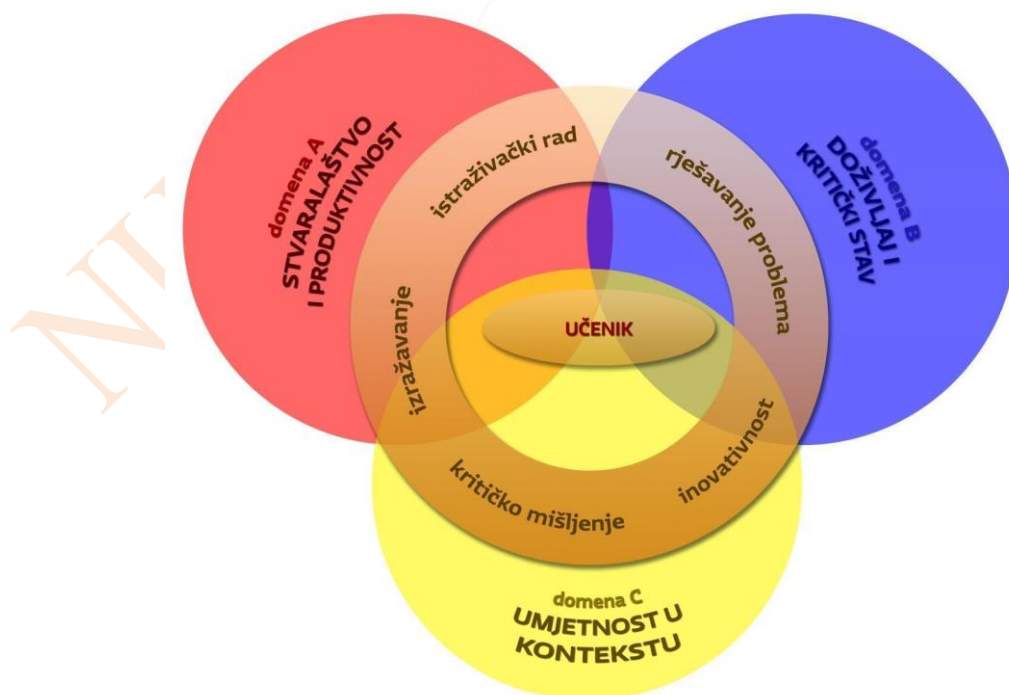 domena A
STVARALAŠTVO
I PRODUKTIVNOST
domena B
DOŽIVLJAJ I
KRITIČKI STAV
istraživački rad
rješavanje problema
izražavanje
UČENIK
inovativnost
kritičko mišljenje
domena C
UMJETNOST U
KONTEKSTU